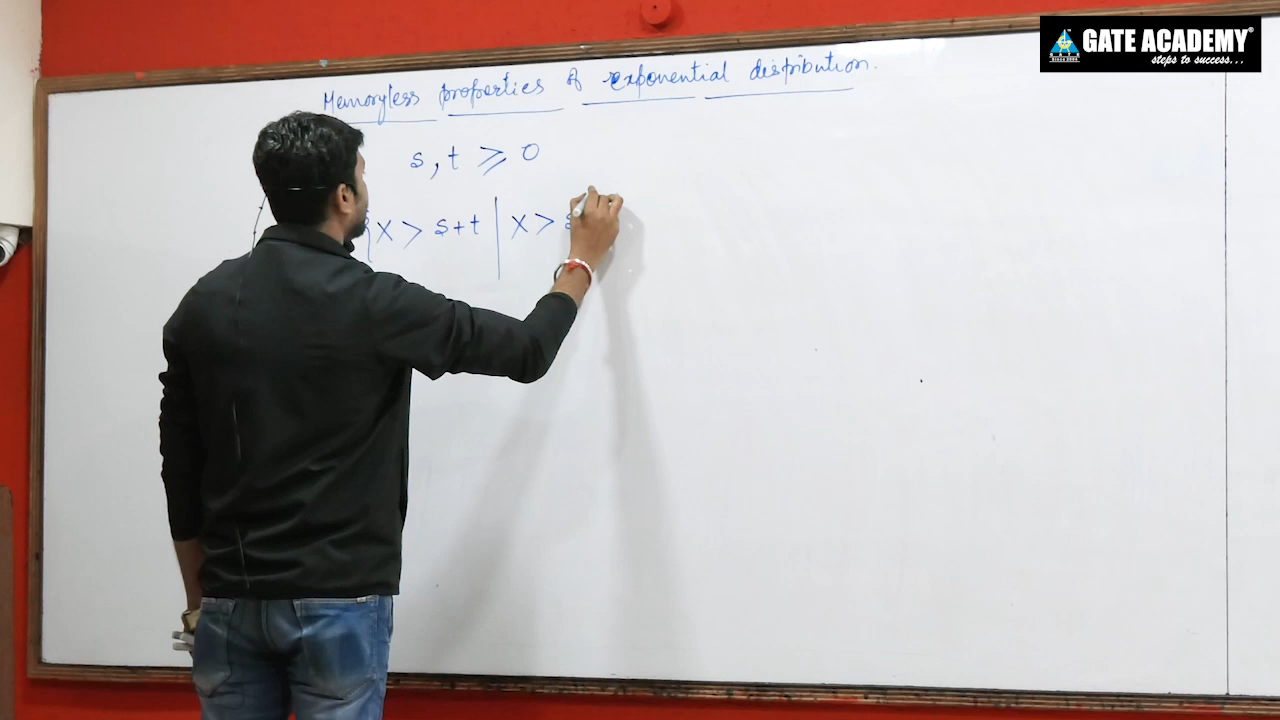 GATE ACADEMY
steps to success...
Memoryless properties of exponential distribution.
s, t ⩾ 0
{X > s+t | X > s